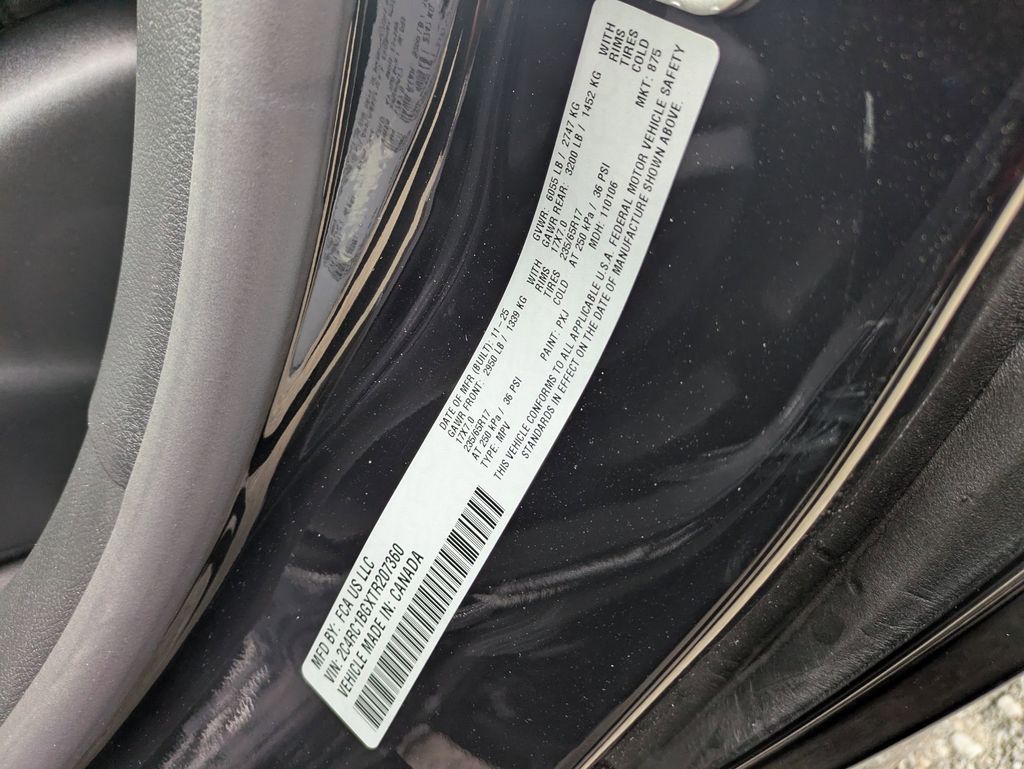 MFD BY: FCA US LLC
DATE OF MFR (BUILT): 11-25
GVWR: 6055 LB / 2747 KG
GAWR FRONT: 2950 LB / 1339 KG WITH
17X7.0 RIMS
235/65R17 TIRES
AT 250 kPa / 36 PSI COLD
GAWR REAR: 3200 LB / 1452 KG WITH
17X7.0 RIMS
235/65R17 TIRES
AT 250 kPa / 36 PSI COLD
VIN: 2C4RC1BGXTR207360
TYPE: MPV
PAINT: PXJ
MDH: 110106
MKT: 875
VEHICLE MADE IN: CANADA
THIS VEHICLE CONFORMS TO ALL APPLICABLE U.S.A. FEDERAL MOTOR VEHICLE SAFETY
STANDARDS IN EFFECT ON THE DATE OF MANUFACTURE SHOWN ABOVE.